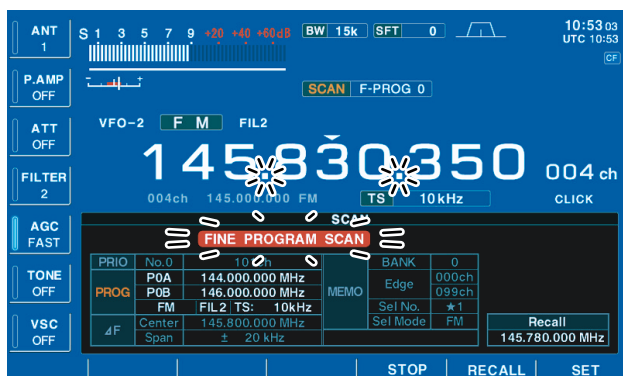 ANT
1
S 1 3 5 7 9 +20 +40 +60dB
BW 15k SFT 0
10:53 03
UTC 10:53
CF
P.AMP
OFF
SCAN F-PROG 0
ATT
OFF
VFO-2 FM FIL2
145.830.350
004 ch
FILTER
2
004ch 145.000.000 FM
TS 10kHz
CLICK
SCAN
AGC
FAST
FINE PROGRAM SCAN
PRIO No.0
BANK 0
TONE
OFF
PROG
P0A 144.000.000 MHz
P0B 146.000.000 MHz
FM FIL2 TS: 10kHz
MEMO
Edge 000ch
099ch
Sel No. ★1
VSC
OFF
⊿F
Center 145.800.000 MHz
Span ± 20 kHz
Sel Mode FM
Recall
145.780.000 MHz
STOP RECALL SET